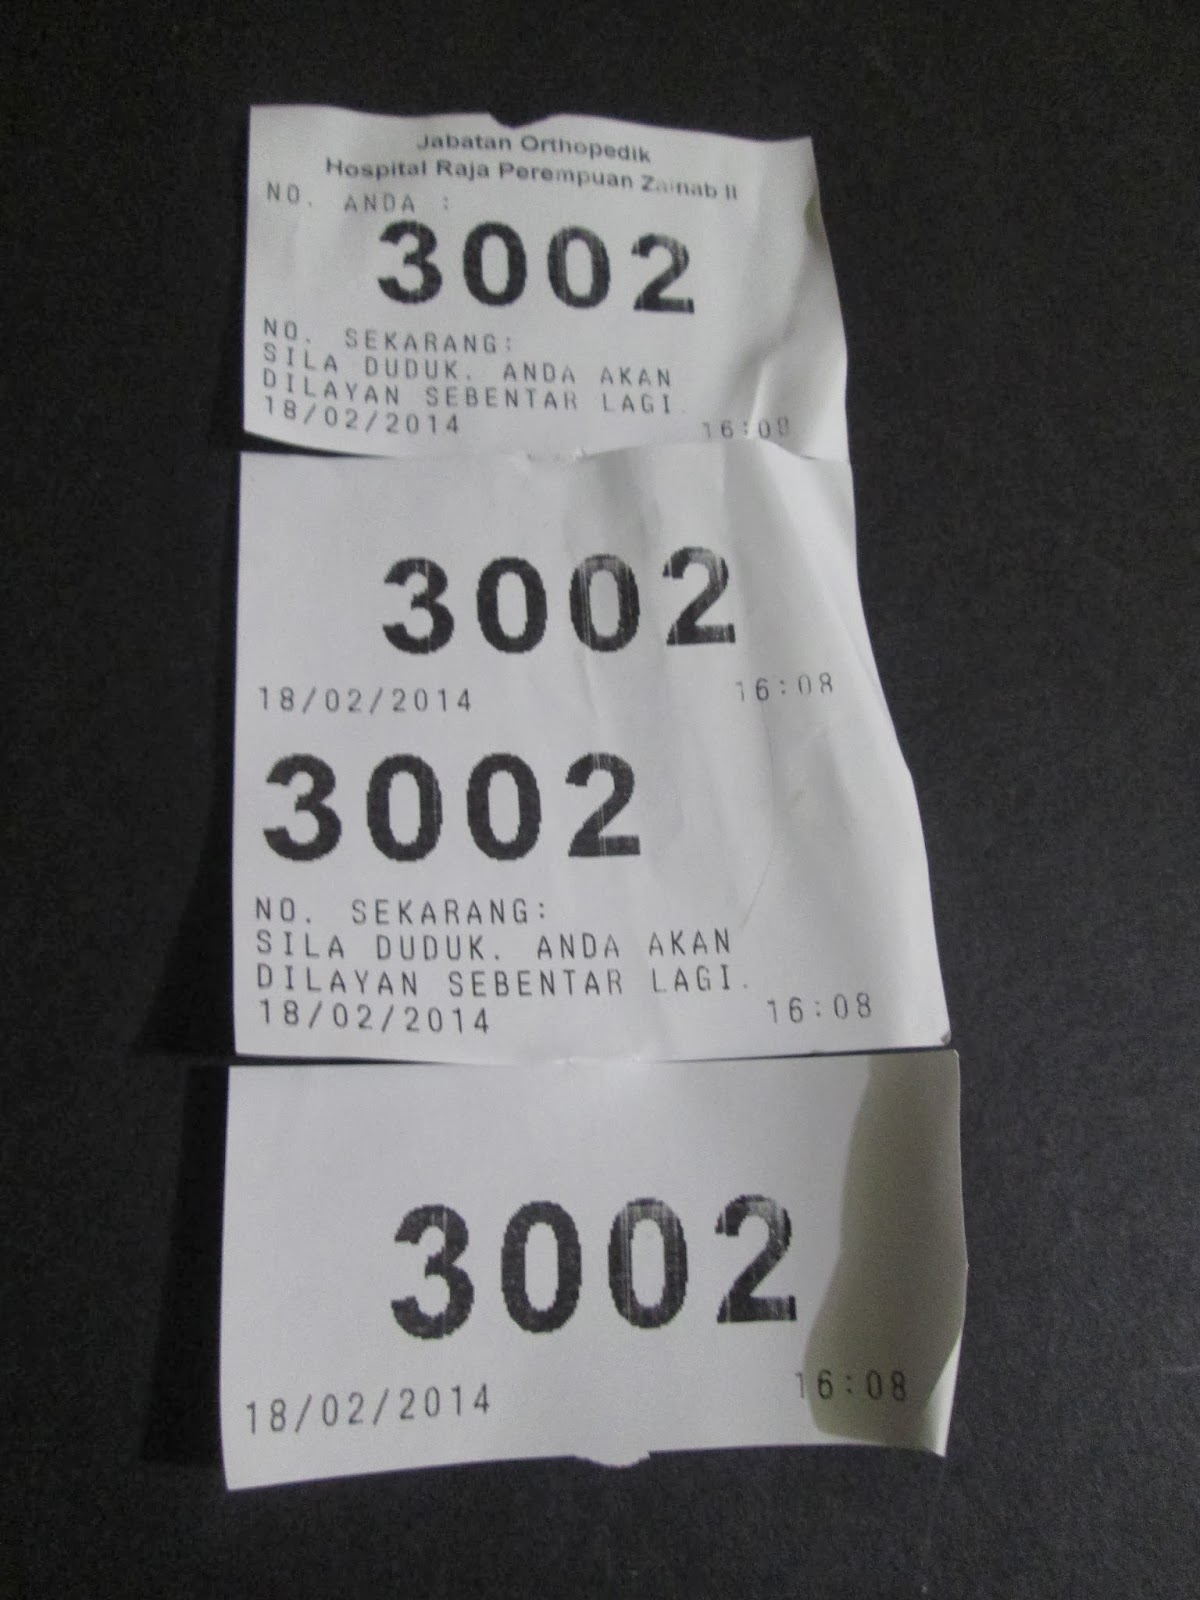 Jabatan Orthopedik
Hospital Raja Perempuan Zainab II
NO. ANDA :
3002
NO. SEKARANG:
SILA DUDUK. ANDA AKAN
DILAYAN SEBENTAR LAGI.
18/02/2014 16:08
3002
18/02/2014 16:08
3002
NO. SEKARANG:
SILA DUDUK. ANDA AKAN
DILAYAN SEBENTAR LAGI.
18/02/2014 16:08
3002
18/02/2014 16:08